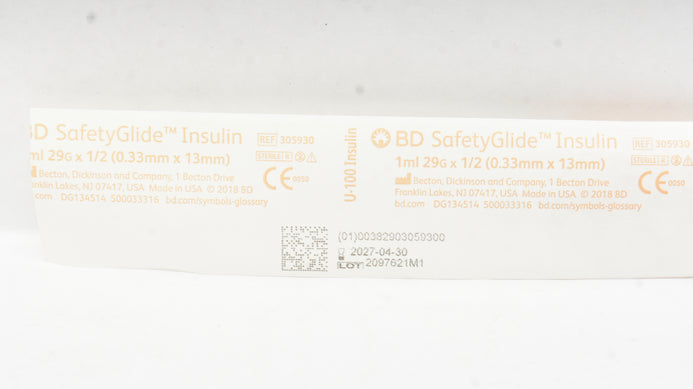 BD SafetyGlide™ Insulin REF 305930
ml 29G x 1/2 (0.33mm x 13mm) STERILE R
Becton, Dickinson and Company, 1 Becton Drive CE 0050
Franklin Lakes, NJ 07417, USA Made in USA © 2018 BD
.com DG134514 500033316 bd.com/symbols-glossary
U-100 Insulin
BD SafetyGlide™ Insulin REF 305930
1ml 29G x 1/2 (0.33mm x 13mm) STERILE R
Becton, Dickinson and Company, 1 Becton Drive CE 0050
Franklin Lakes, NJ 07417, USA Made in USA © 2018 BD
bd.com DG134514 500033316 bd.com/symbols-glossary
(01)00382903059300
2027-04-30
LOT 2097621M1